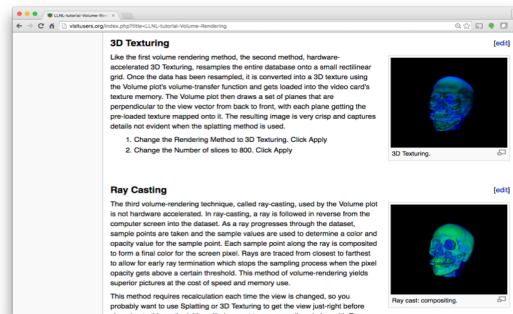 LLNL-tutorial-Volume-Ren
visitusers.org/index.php?title=LLNL-tutorial-Volume-Rendering
3D Texturing
[edit]
Like the first volume rendering method, the second method, hardware-
accelerated 3D Texturing, resamples the entire database onto a small rectilinear
grid. Once the data has been resampled, it is converted into a 3D texture using
the Volume plot's volume-transfer function and gets loaded into the video card's
texture memory. The Volume plot then draws a set of planes that are
perpendicular to the view vector from back to front, with each plane getting the
pre-loaded texture mapped onto it. The resulting image is very crisp and captures
details not evident when the splatting method is used.
1. Change the Rendering Method to 3D Texturing. Click Apply
2. Change the Number of slices to 800. Click Apply
3D Texturing.
Ray Casting
[edit]
The third volume-rendering technique, called ray-casting, used by the Volume plot
is not hardware accelerated. In ray-casting, a ray is followed in reverse from the
computer screen into the dataset. As a ray progresses through the dataset,
sample points are taken and the sample values are used to determine a color and
opacity value for the sample point. Each sample point along the ray is composited
to form a final color for the screen pixel. Rays are traced from closest to farthest
to allow for early ray termination which stops the sampling process when the pixel
opacity gets above a certain threshold. This method of volume-rendering yields
superior pictures at the cost of speed and memory use.
Ray cast: compositing.
This method requires recalculation each time the view is changed, so you
probably want to use Splatting or 3D Texturing to get the view just-right before